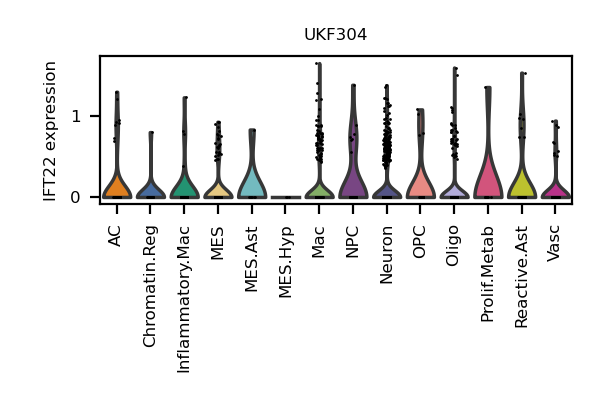 UKF304
IFT22 expression
1
0
AC
Chromatin.Reg
Inflammatory.Mac
MES
MES.Ast
MES.Hyp
Mac
NPC
Neuron
OPC
Oligo
Prolif.Metab
Reactive.Ast
Vasc